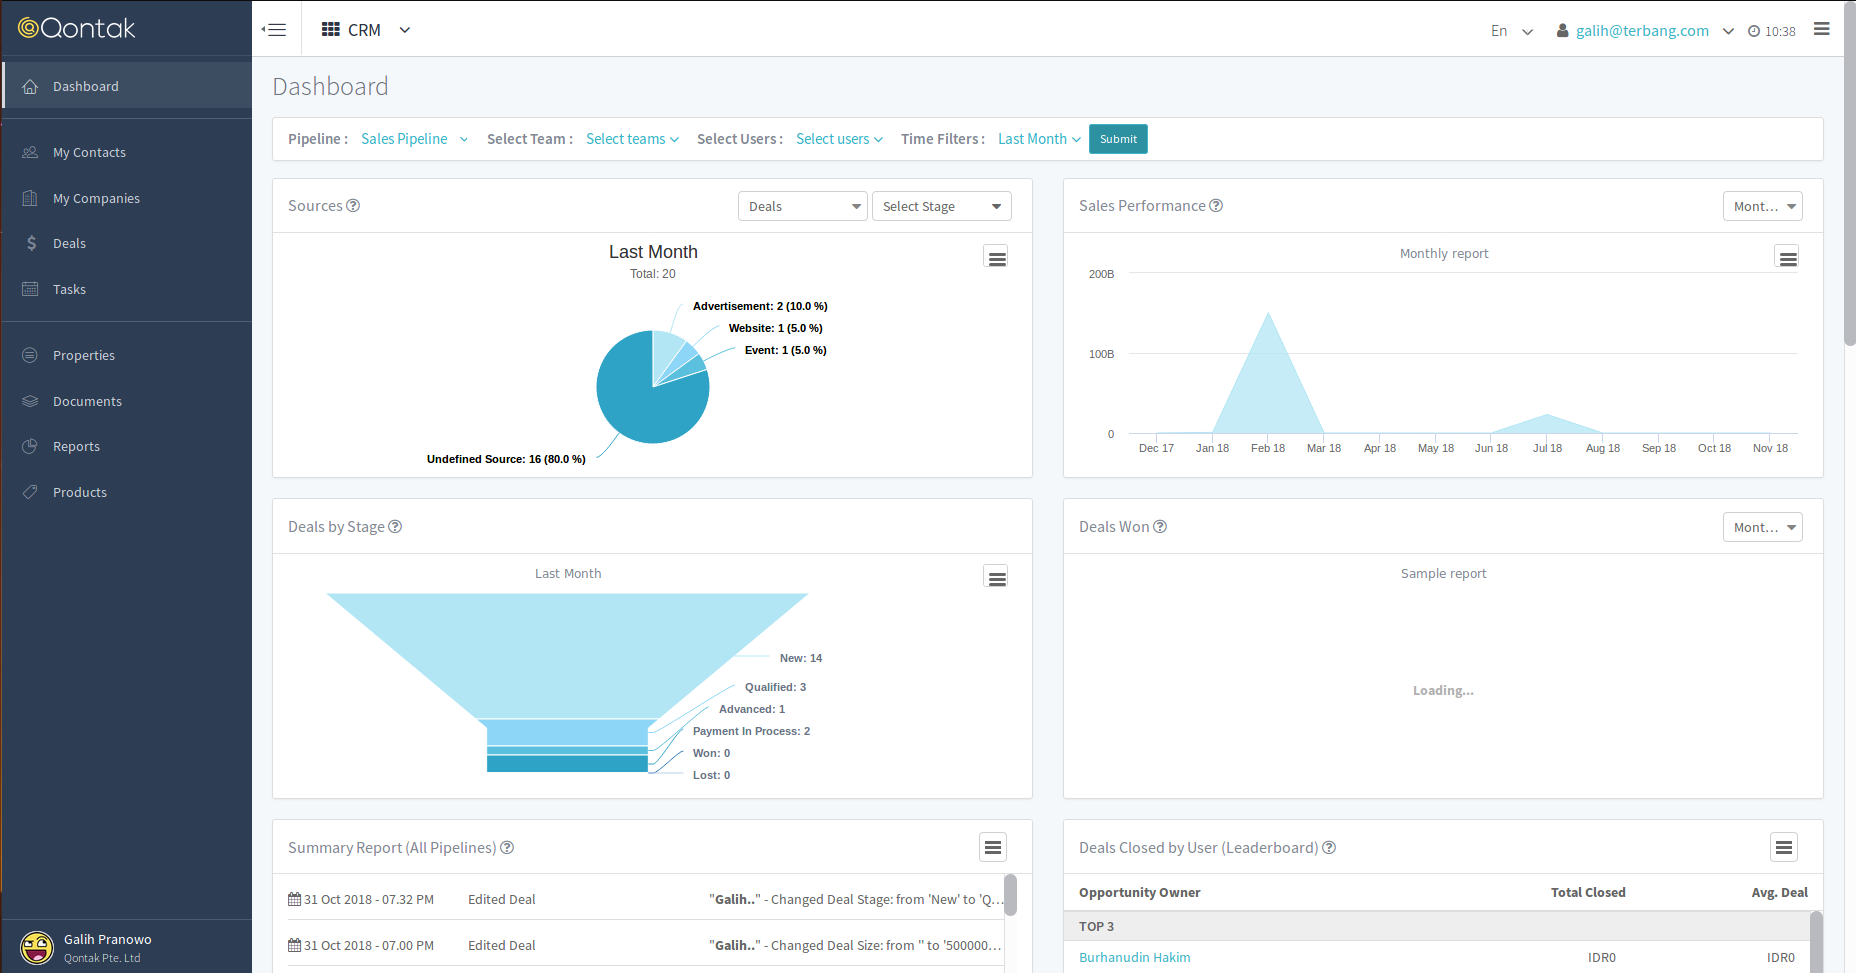 Qontak
CRM
En
galih@terbang.com
10:38
Dashboard
My Contacts
My Companies
Deals
Tasks
Properties
Documents
Reports
Products
Galih Pranowo
Qontak Pte. Ltd
Dashboard
Pipeline : Sales Pipeline Select Team : Select teams Select Users : Select users Time Filters : Last Month Submit
Sources
Deals
Select Stage
Last Month
Total: 20
Advertisement: 2 (10.0 %)
Website: 1 (5.0 %)
Event: 1 (5.0 %)
Undefined Source: 16 (80.0 %)
Sales Performance
Mont...
Monthly report
200B
100B
0
Dec 17 Jan 18 Feb 18 Mar 18 Apr 18 May 18 Jun 18 Jul 18 Aug 18 Sep 18 Oct 18 Nov 18
Deals by Stage
Last Month
New: 14
Qualified: 3
Advanced: 1
Payment In Process: 2
Won: 0
Lost: 0
Deals Won
Mont...
Sample report
Loading...
Summary Report (All Pipelines)
31 Oct 2018 - 07.32 PM Edited Deal "Galih.." - Changed Deal Stage: from 'New' to 'Q...
31 Oct 2018 - 07.00 PM Edited Deal "Galih.." - Changed Deal Size: from '' to '500000...
Deals Closed by User (Leaderboard)
Opportunity Owner Total Closed Avg. Deal
TOP 3
Burhanudin Hakim IDR0 IDR0